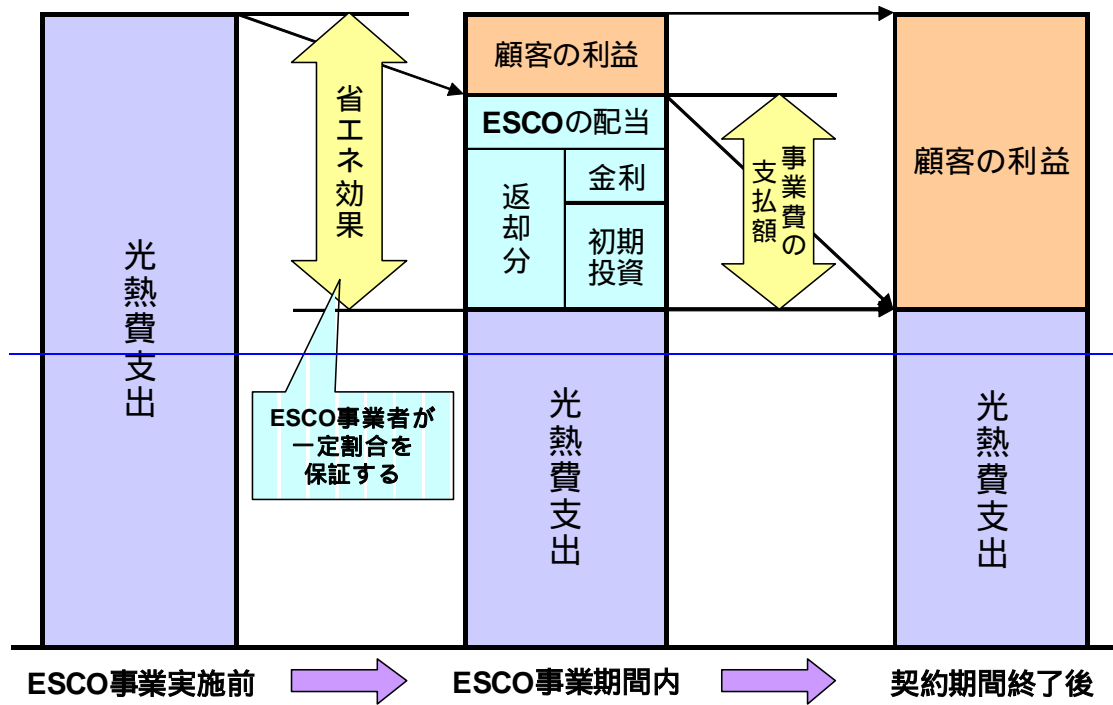 光熱費支出
省エネ効果
ESCO事業者が
一定割合を
保証する
顧客の利益
ESCOの配当
返却分
金利
初期
投資
光熱費支出
事業費の
支払額
顧客の利益
光熱費支出
ESCO事業実施前
ESCO事業期間内
契約期間終了後